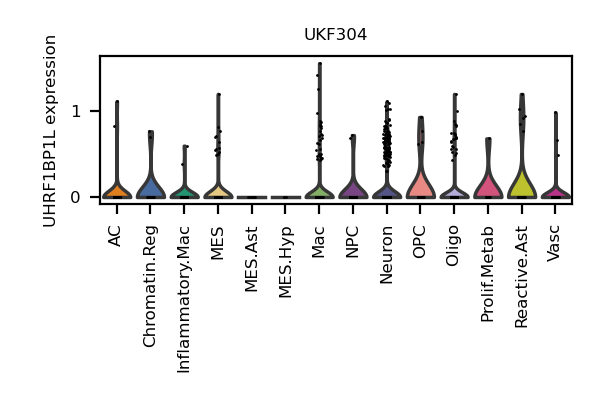 UKF304
UHRF1BP1L expression
1
0
AC
Chromatin.Reg
Inflammatory.Mac
MES
MES.Ast
MES.Hyp
Mac
NPC
Neuron
OPC
Oligo
Prolif.Metab
Reactive.Ast
Vasc